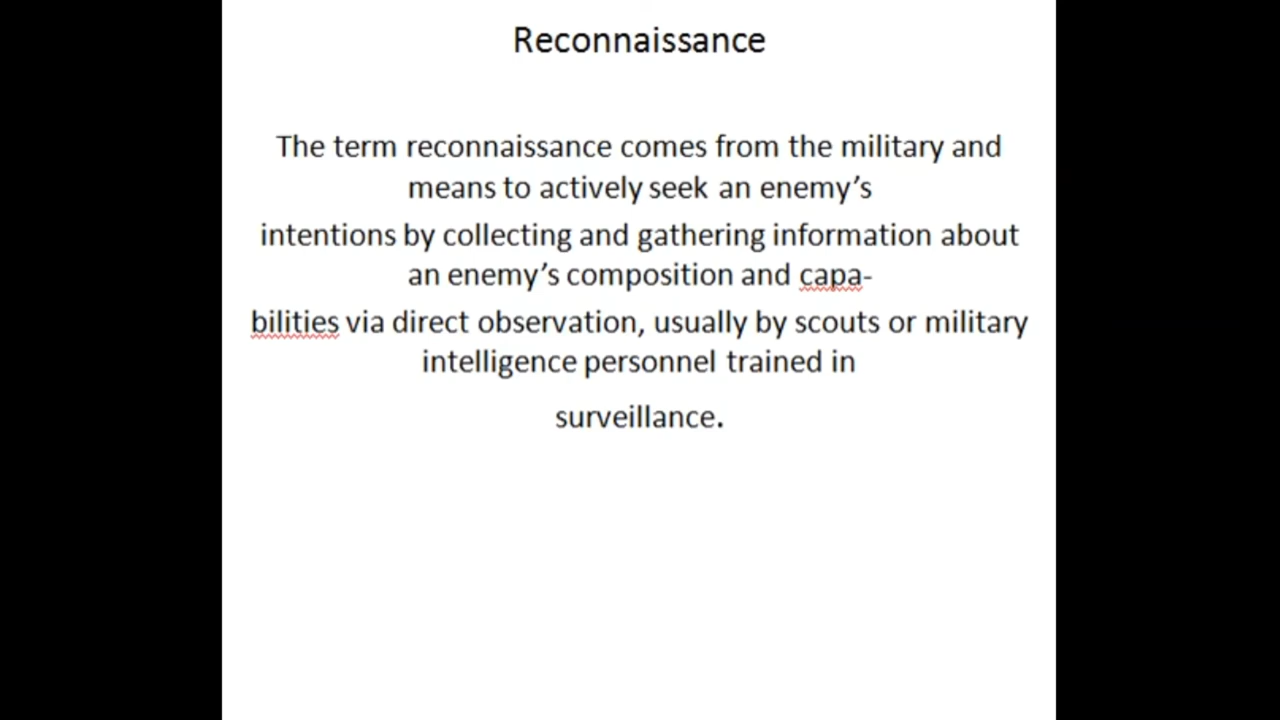 Reconnaissance
The term reconnaissance comes from the military and
means to actively seek an enemy’s
intentions by collecting and gathering information about
an enemy’s composition and capa-
bilities via direct observation, usually by scouts or military
intelligence personnel trained in
surveillance.